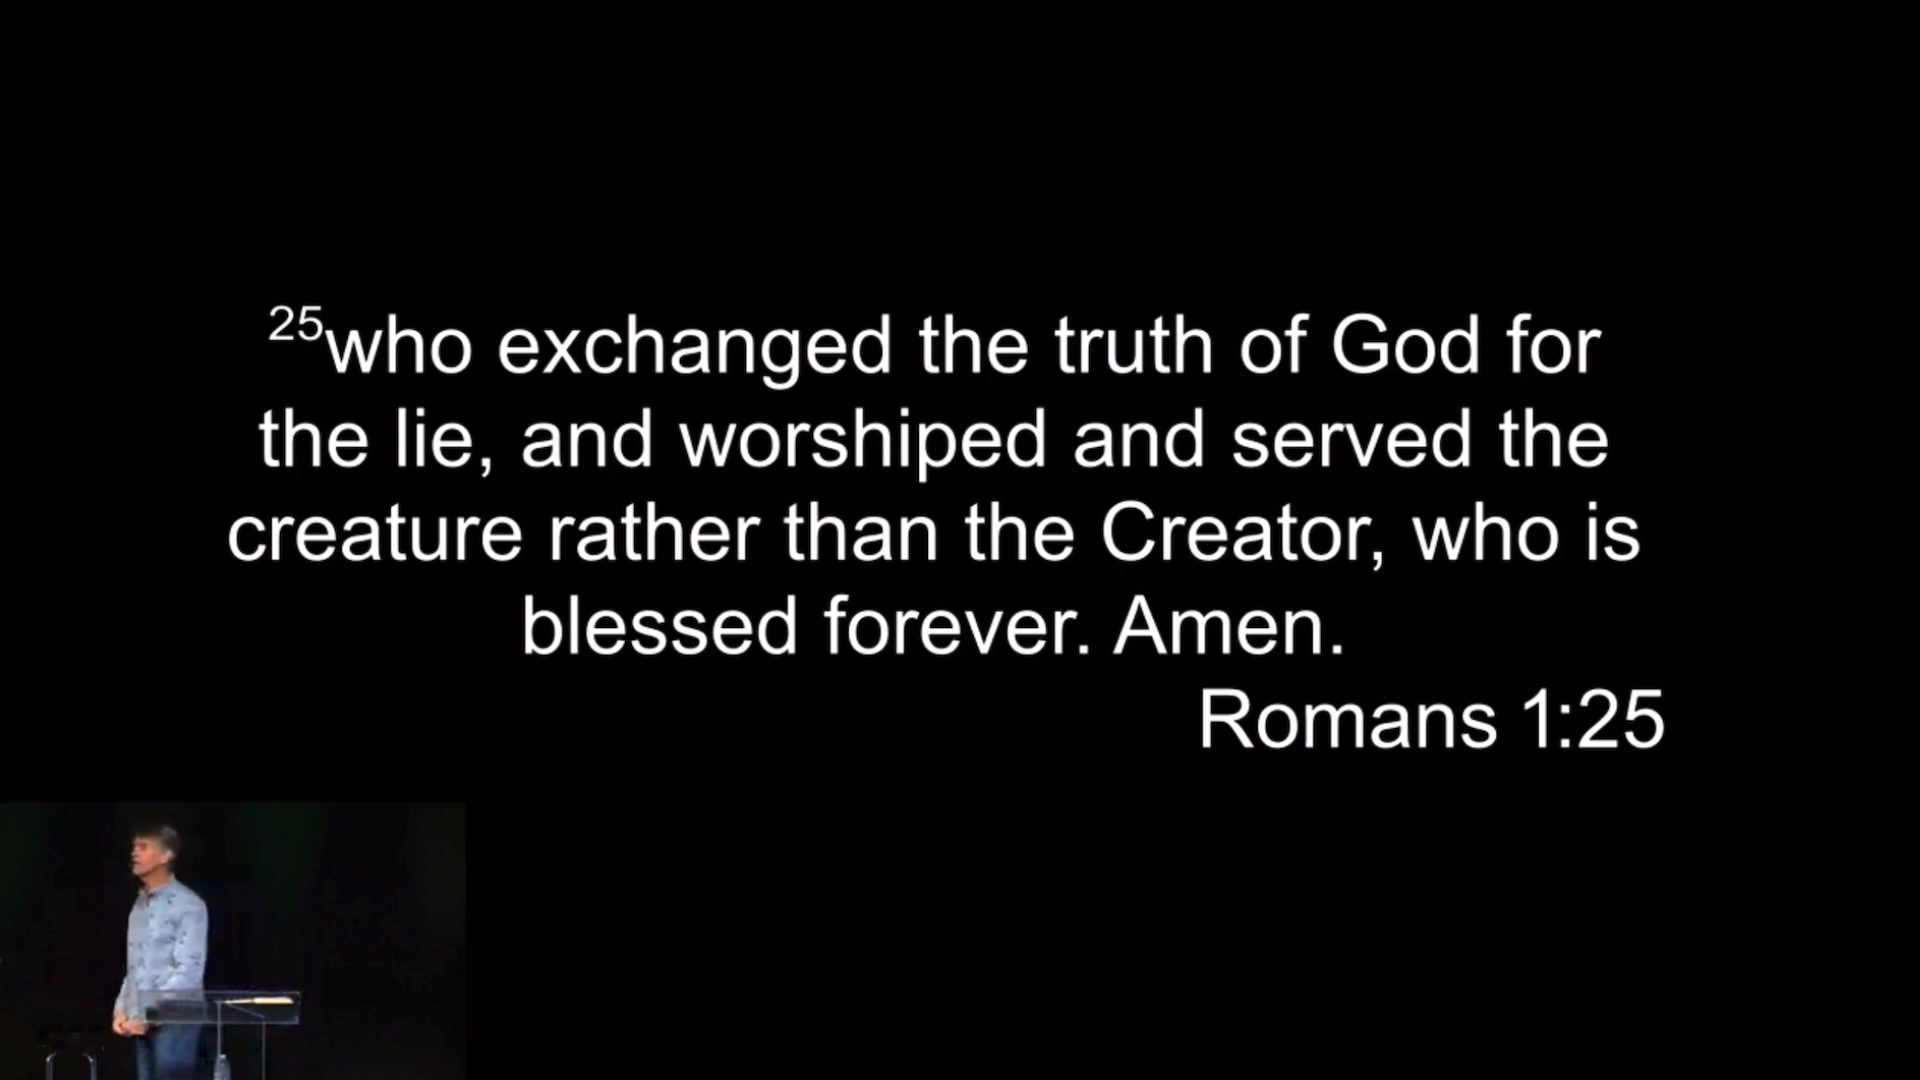 25who exchanged the truth of God for
the lie, and worshiped and served the
creature rather than the Creator, who is
blessed forever. Amen.
Romans 1:25